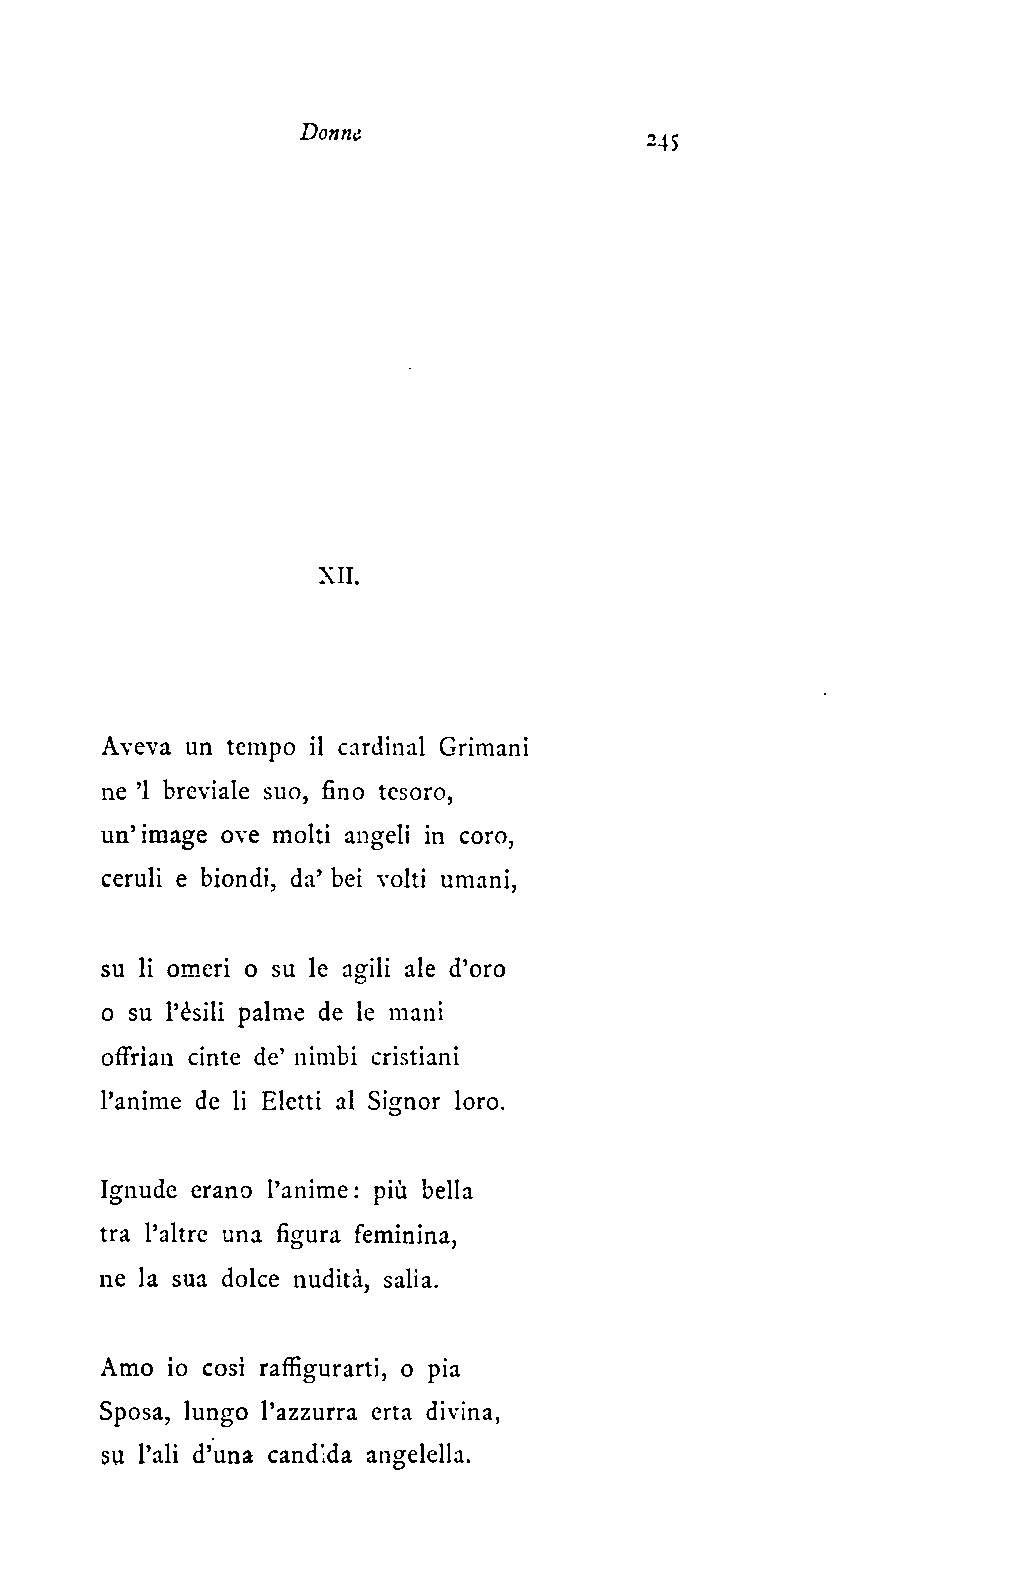 Donne 245
XII.
Aveva un tempo il cardinal Grimani
ne 'l breviale suo, fino tesoro,
un' image ove molti angeli in coro,
ceruli e biondi, da' bei volti umani,
su li omeri o su le agili ale d'oro
o su l'èsili palme de le mani
offrìan cinte de' nimbi cristiani
l'anime de li Eletti al Signor loro.
Ignude erano l'anime: più bella
tra l'altre una figura feminina,
ne la sua dolce nudità, salia.
Amo io così raffigurarti, o pia
Sposa, lungo l'azzurra erta divina,
su l'ali d'una candida angelella.